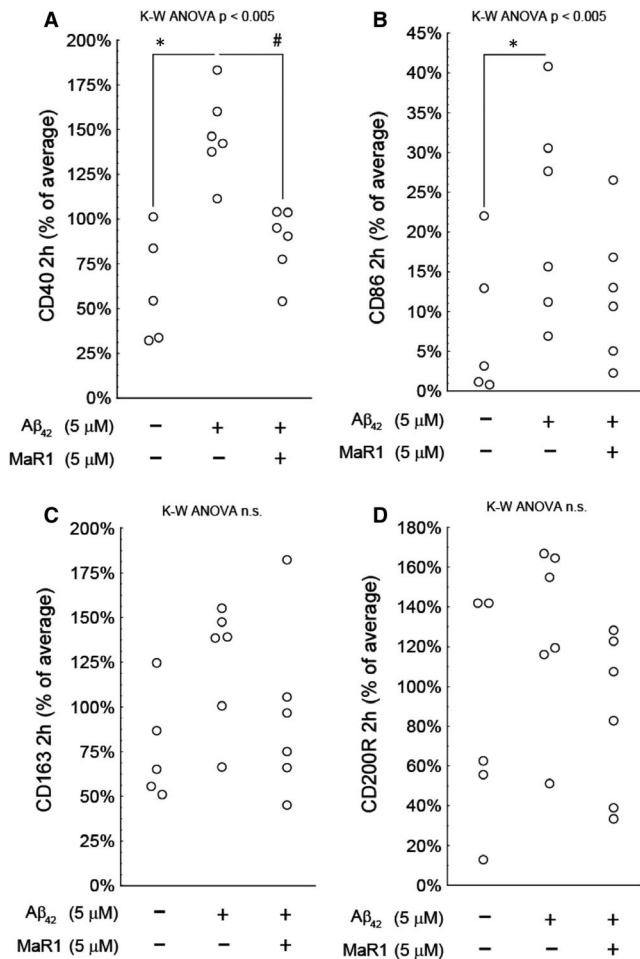 A
K-W ANOVA p < 0.005
200%
* #
175%
150%
125%
100%
75%
50%
25%
0%
CD40 2h (% of average)
Aβ₄₂ (5 μM) – + +
MaR1 (5 μM) – – +
B
K-W ANOVA p < 0.005
45%
*
40%
35%
30%
25%
20%
15%
10%
5%
0%
CD86 2h (% of average)
Aβ₄₂ (5 μM) – + +
MaR1 (5 μM) – – +
C
K-W ANOVA n.s.
200%
175%
150%
125%
100%
75%
50%
25%
0%
CD163 2h (% of average)
Aβ₄₂ (5 μM) – + +
MaR1 (5 μM) – – +
D
K-W ANOVA n.s.
180%
160%
140%
120%
100%
80%
60%
40%
20%
0%
CD200R 2h (% of average)
Aβ₄₂ (5 μM) – + +
MaR1 (5 μM) – – +